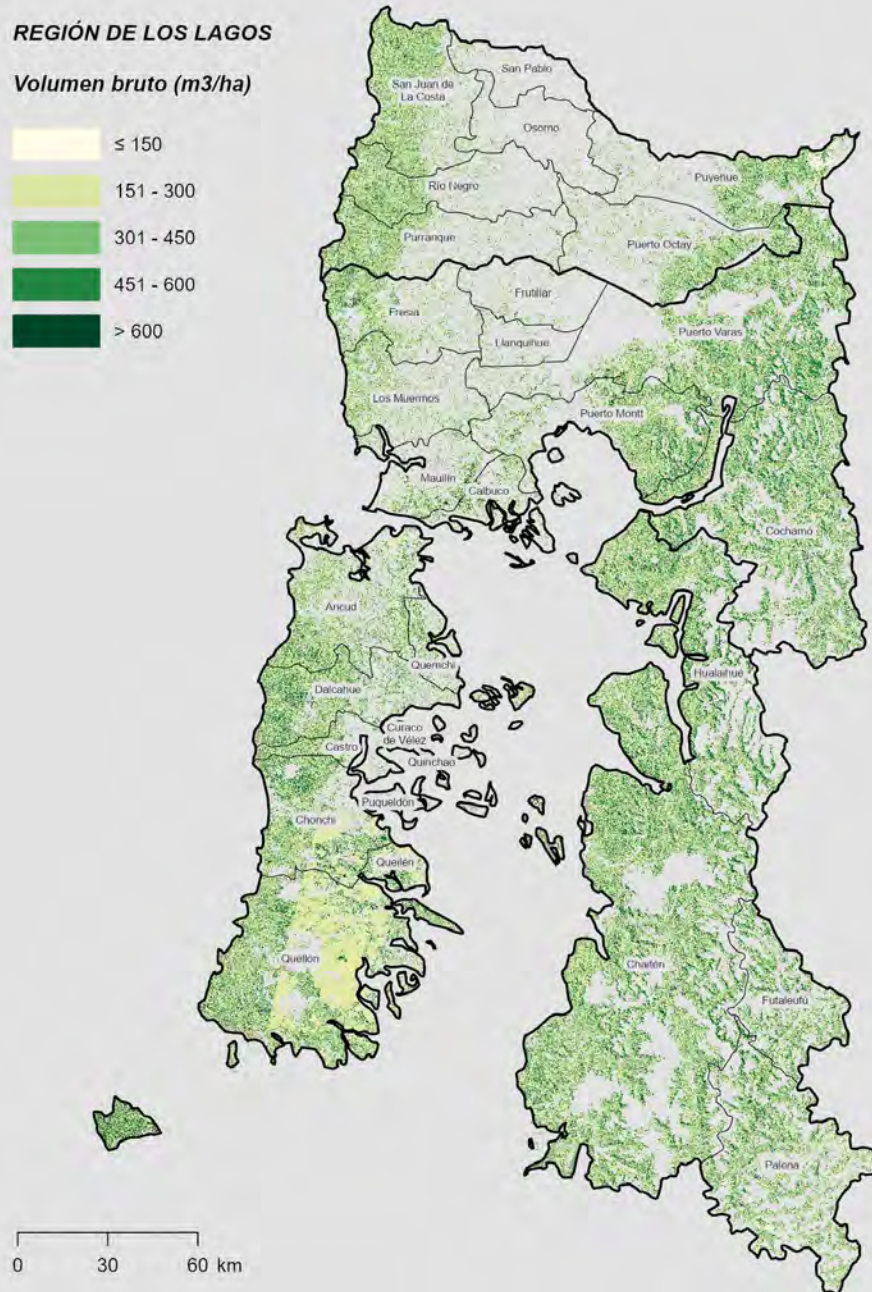 REGIÓN DE LOS LAGOS
Volumen bruto (m3/ha)
≤ 150
151 - 300
301 - 450
451 - 600
> 600
San Pablo
San Juan de
La Costa
Osorno
Puyehue
Río Negro
Purranque
Puerto Octay
Frutillar
Fresia
Puerto Varas
Llanquihue
Los Muermos
Puerto Montt
Maullín
Calbuco
Cochamó
Ancud
Quemchi
Hualaihué
Dalcahue
Curaco
de Vélez
Castro
Quinchao
Puqueldón
Chonchi
Queilén
Quellón
Chaitén
Futaleufú
Palena
0 30 60 km